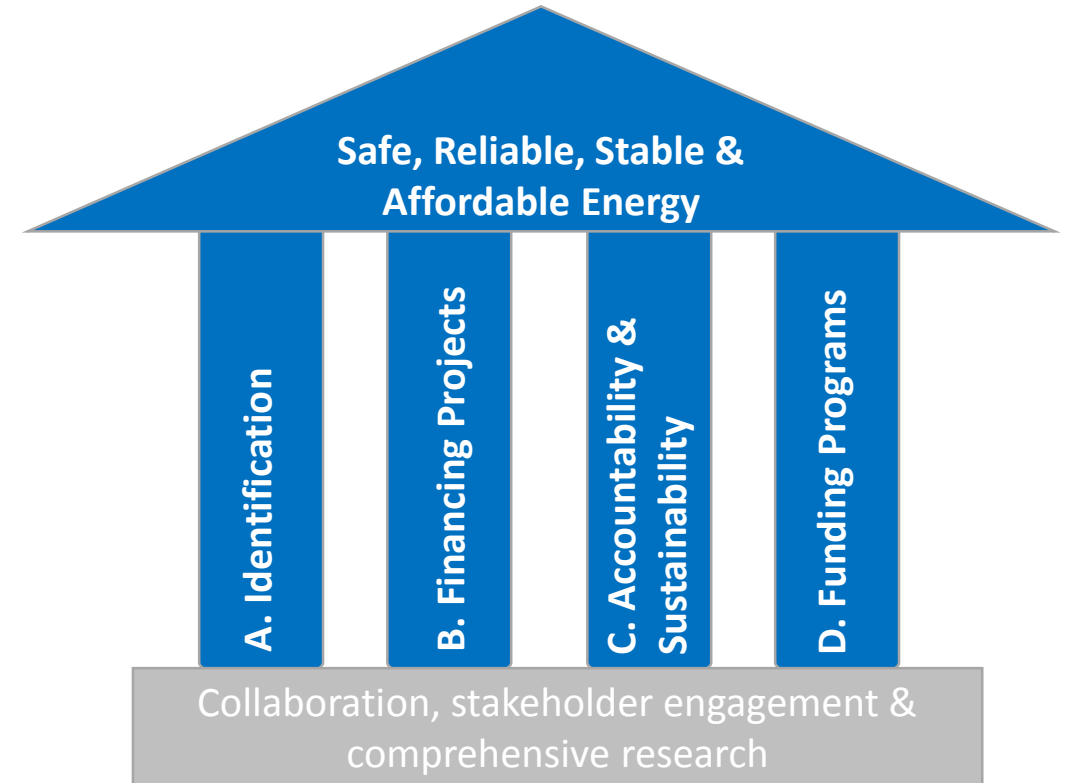 Safe, Reliable, Stable &
Affordable Energy
A. Identification
B. Financing Projects
C. Accountability &
Sustainability
D. Funding Programs
Collaboration, stakeholder engagement &
comprehensive research